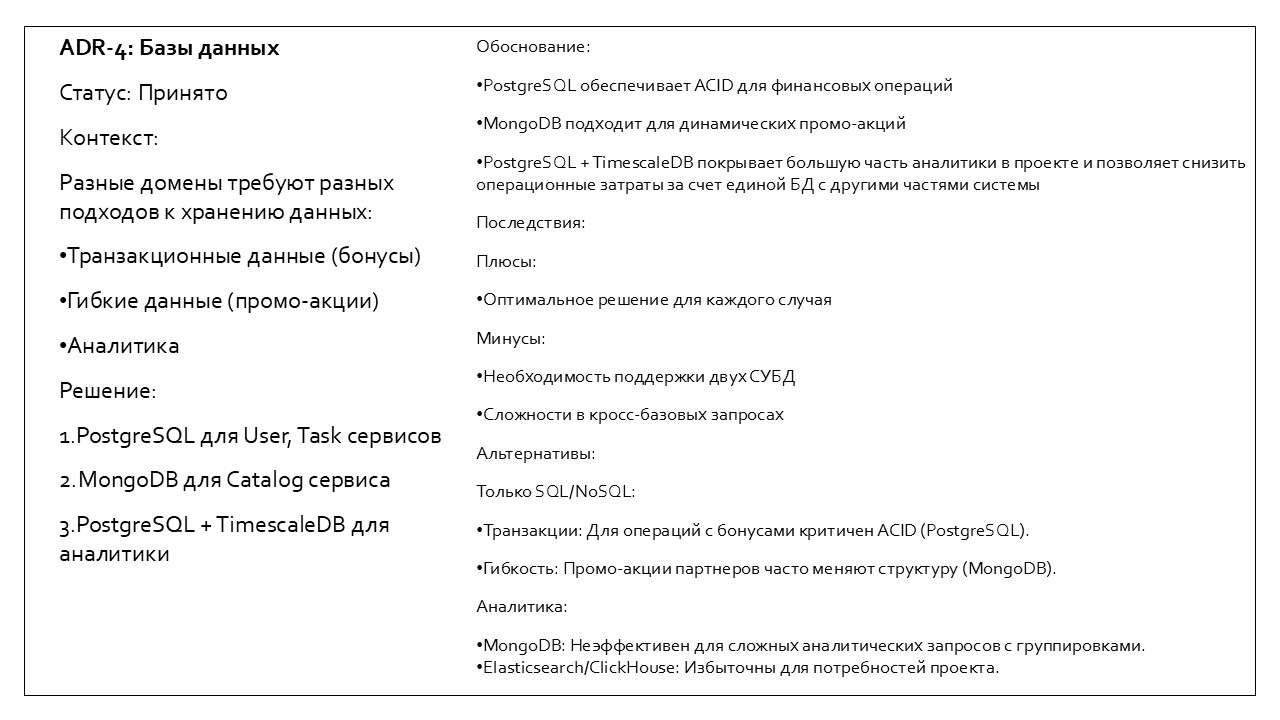 ADR-4: Базы данных
Статус: Принято
Контекст:
Разные домены требуют разных
подходов к хранению данных:
•Транзакционные данные (бонусы)
•Гибкие данные (промо-акции)
•Аналитика
Решение:
1.PostgreSQL для User, Task сервисов
2.MongoDB для Catalog сервиса
3.PostgreSQL + TimescaleDB для
аналитики
Обоснование:
•PostgreSQL обеспечивает ACID для финансовых операций
•MongoDB подходит для динамических промо-акций
•PostgreSQL + TimescaleDB покрывает большую часть аналитики в проекте и позволяет снизить
операционные затраты за счет единой БД с другими частями системы
Последствия:
Плюсы:
•Оптимальное решение для каждого случая
Минусы:
•Необходимость поддержки двух СУБД
•Сложности в кросс-базовых запросах
Альтернативы:
Только SQL/NoSQL:
•Транзакции: Для операций с бонусами критичен ACID (PostgreSQL).
•Гибкость: Промо-акции партнеров часто меняют структуру (MongoDB).
Аналитика:
•MongoDB: Неэффективен для сложных аналитических запросов с группировками.
•Elasticsearch/ClickHouse: Избыточны для потребностей проекта.